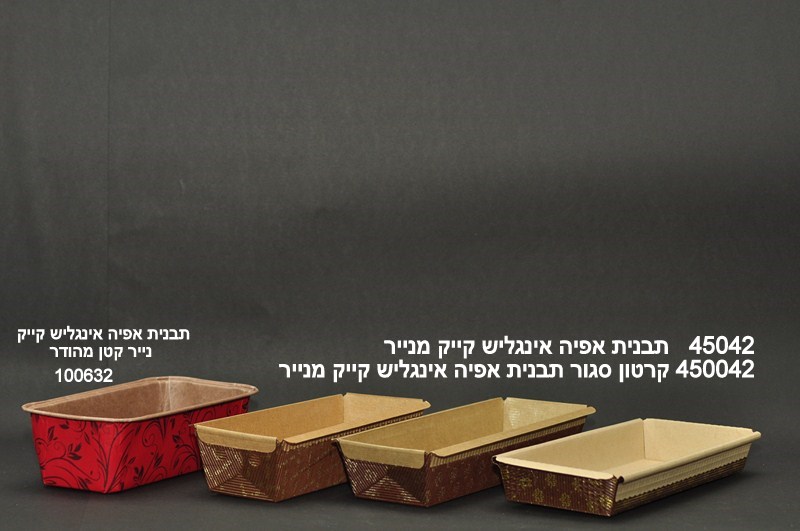 תבנית אפיה אינגליש קייק
נייר קטן מהודר
100632
45042 תבנית אפיה אינגליש קייק מנייר
450042 קרטון סגור תבנית אפיה אינגליש קייק מנייר